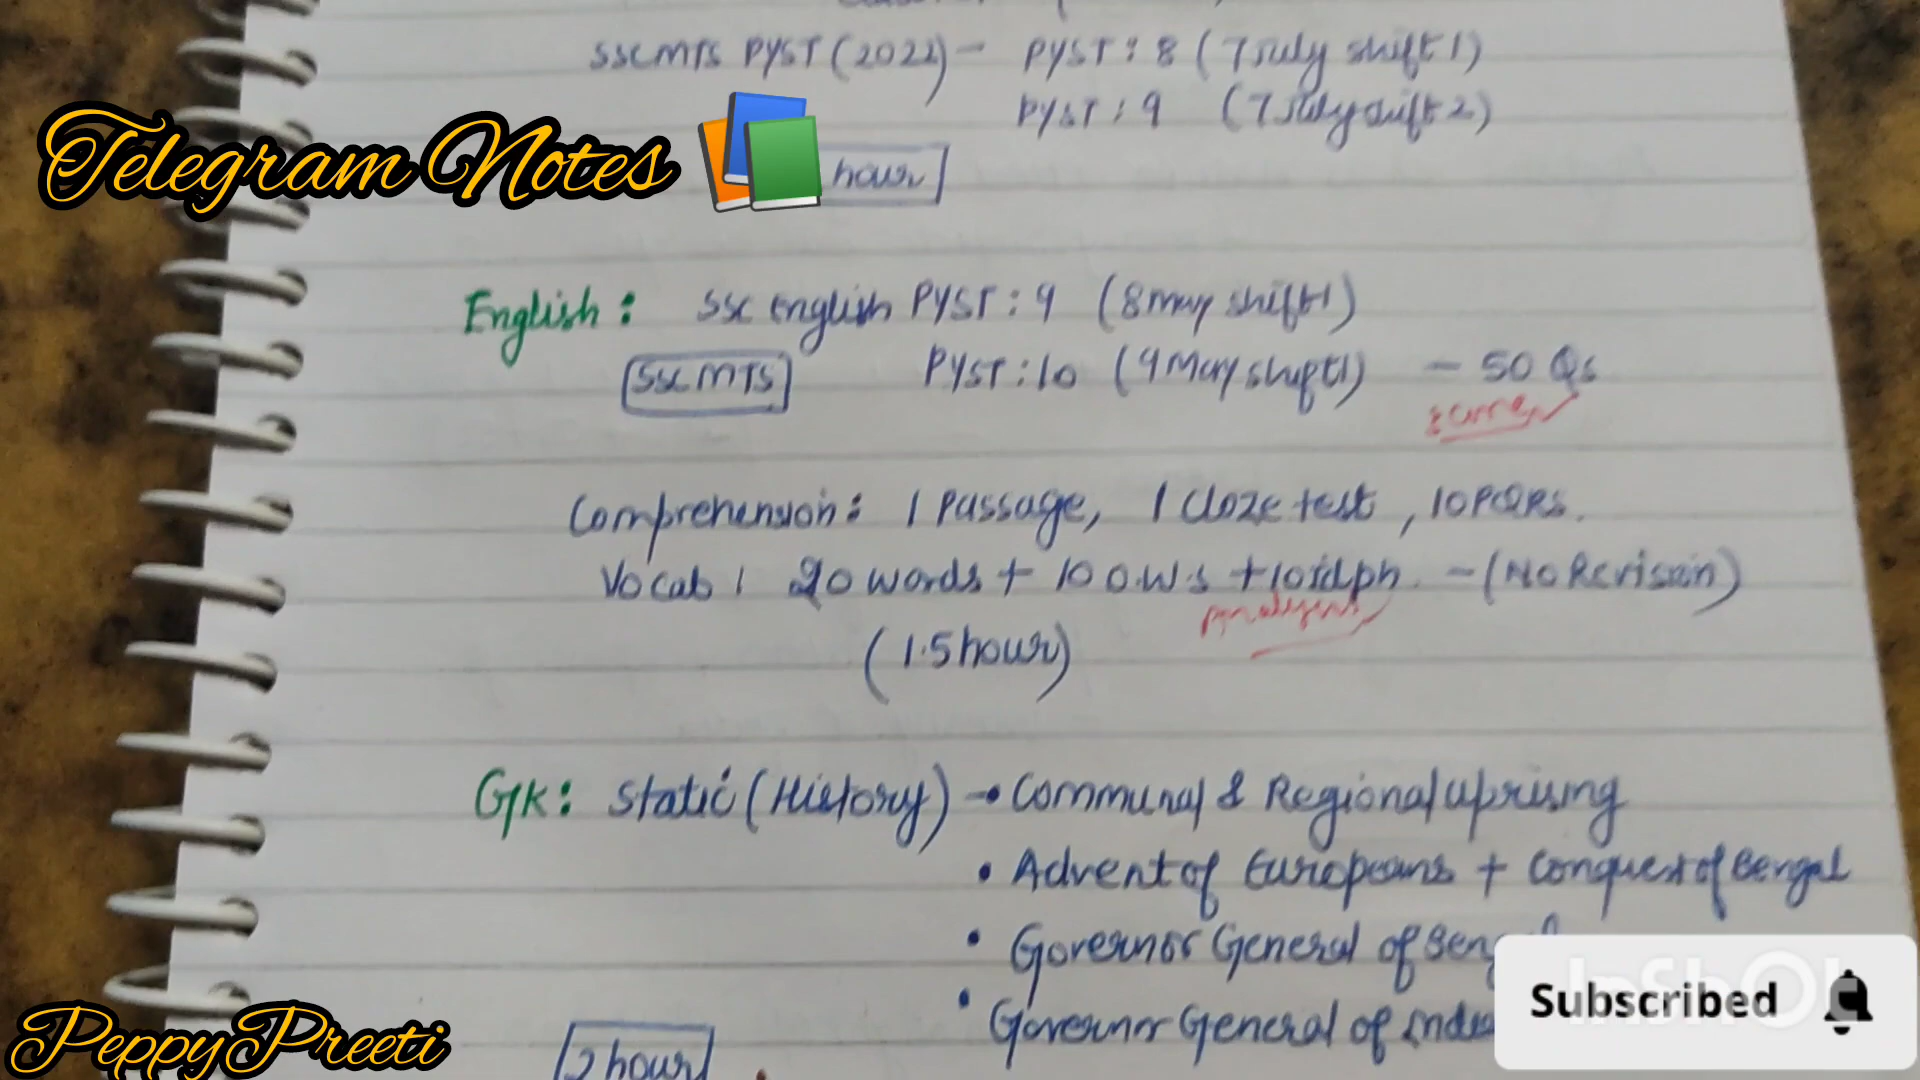 SSC MTS PYST (2022) - PYST : 8 (7 July shift 1)
PYST : 9 (7 July shift 2)
Telegram Notes
hour
English : SSC english PYST : 9 (8 may shift 1)
SSC MTS PYST : 10 (9 May shift 1) - 50 Qs
Comprehension : 1 Passage, 1 Cloze test, 10 PQRS.
Vocab : 20 words + 10 O.W.S + 10 id.ph. - (No Revision)
(1.5 hour)
G/K : Static (History) → Communal & Regional uprising
• Advent of Europeans + Conquest of Bengal
• Governor General of
• Governor General of
2 hour
Subscribed
PeppyPreeti